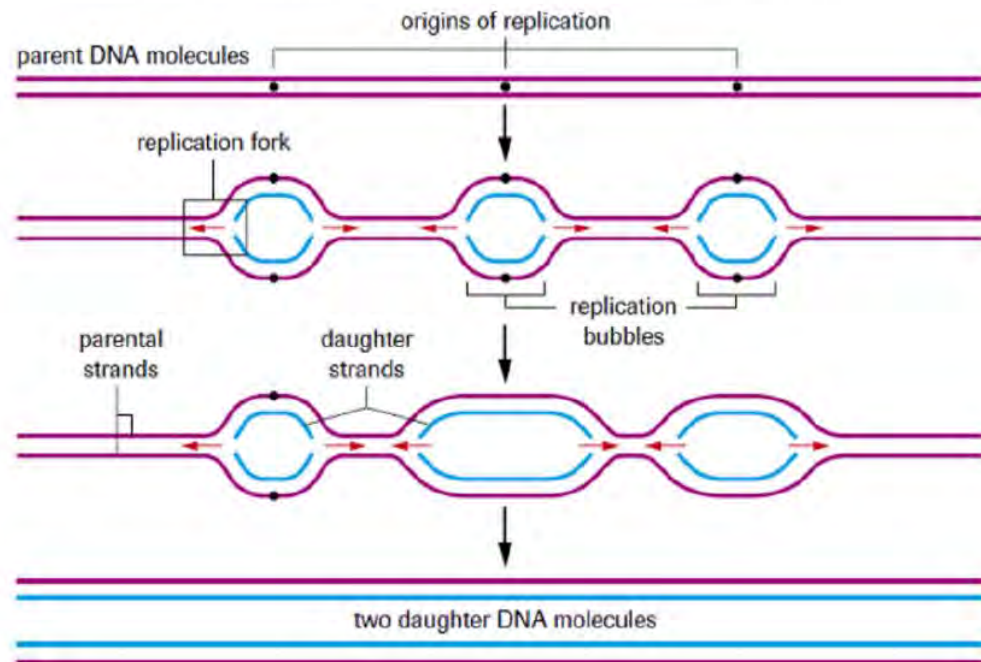 origins of replication
parent DNA molecules
replication fork
replication
bubbles
parental
strands
daughter
strands
two daughter DNA molecules